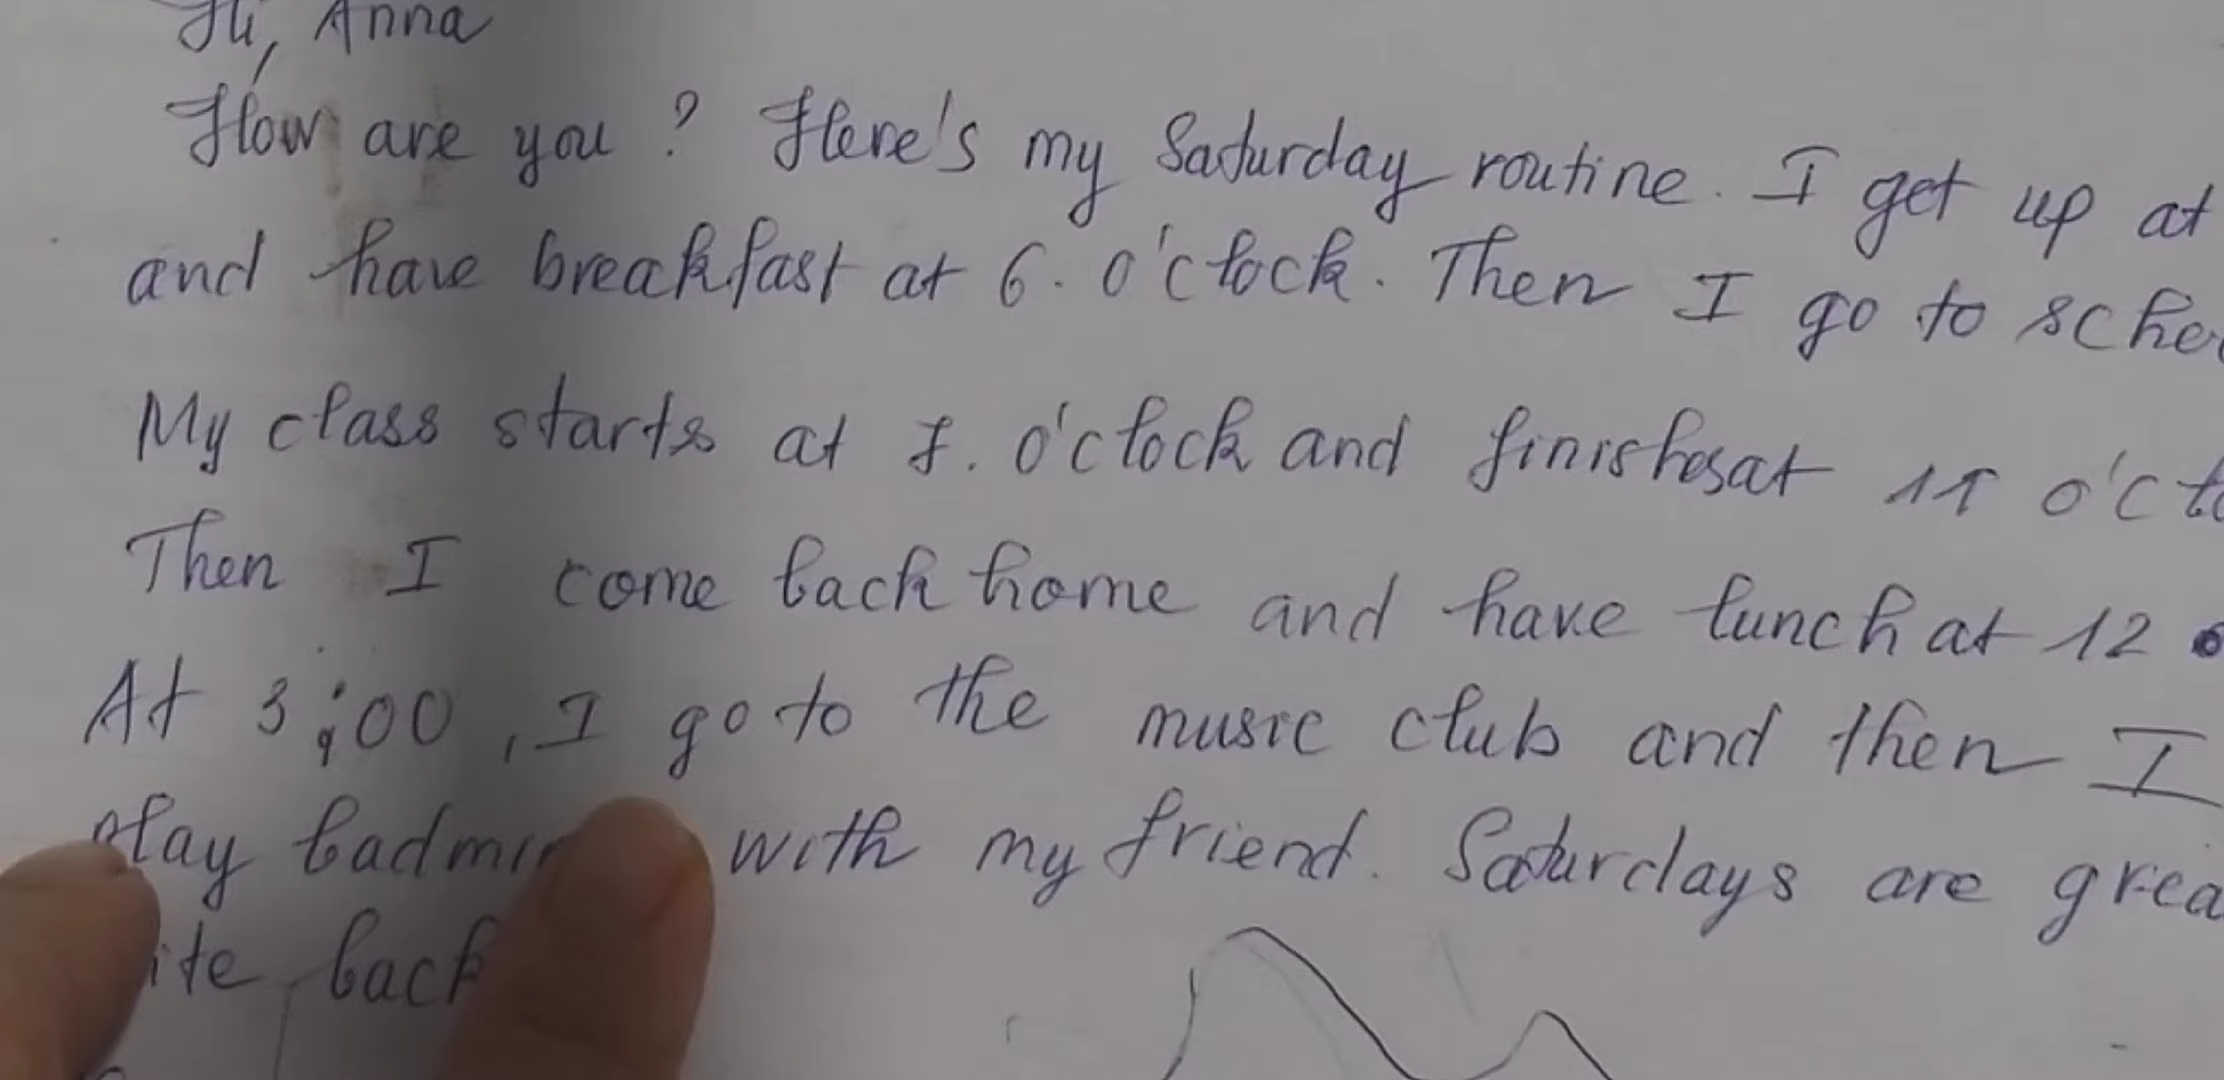 Hi, Anna
How are you? Here's my Saturday routine. I get up at
and have breakfast at 6. o'clock. Then I go to
My class starts at 7. o'clock and finishes at 11
Then I come back home and have lunch at 12
At 3:00, I go to the music club and then I
play with my friend. Saturdays are
back